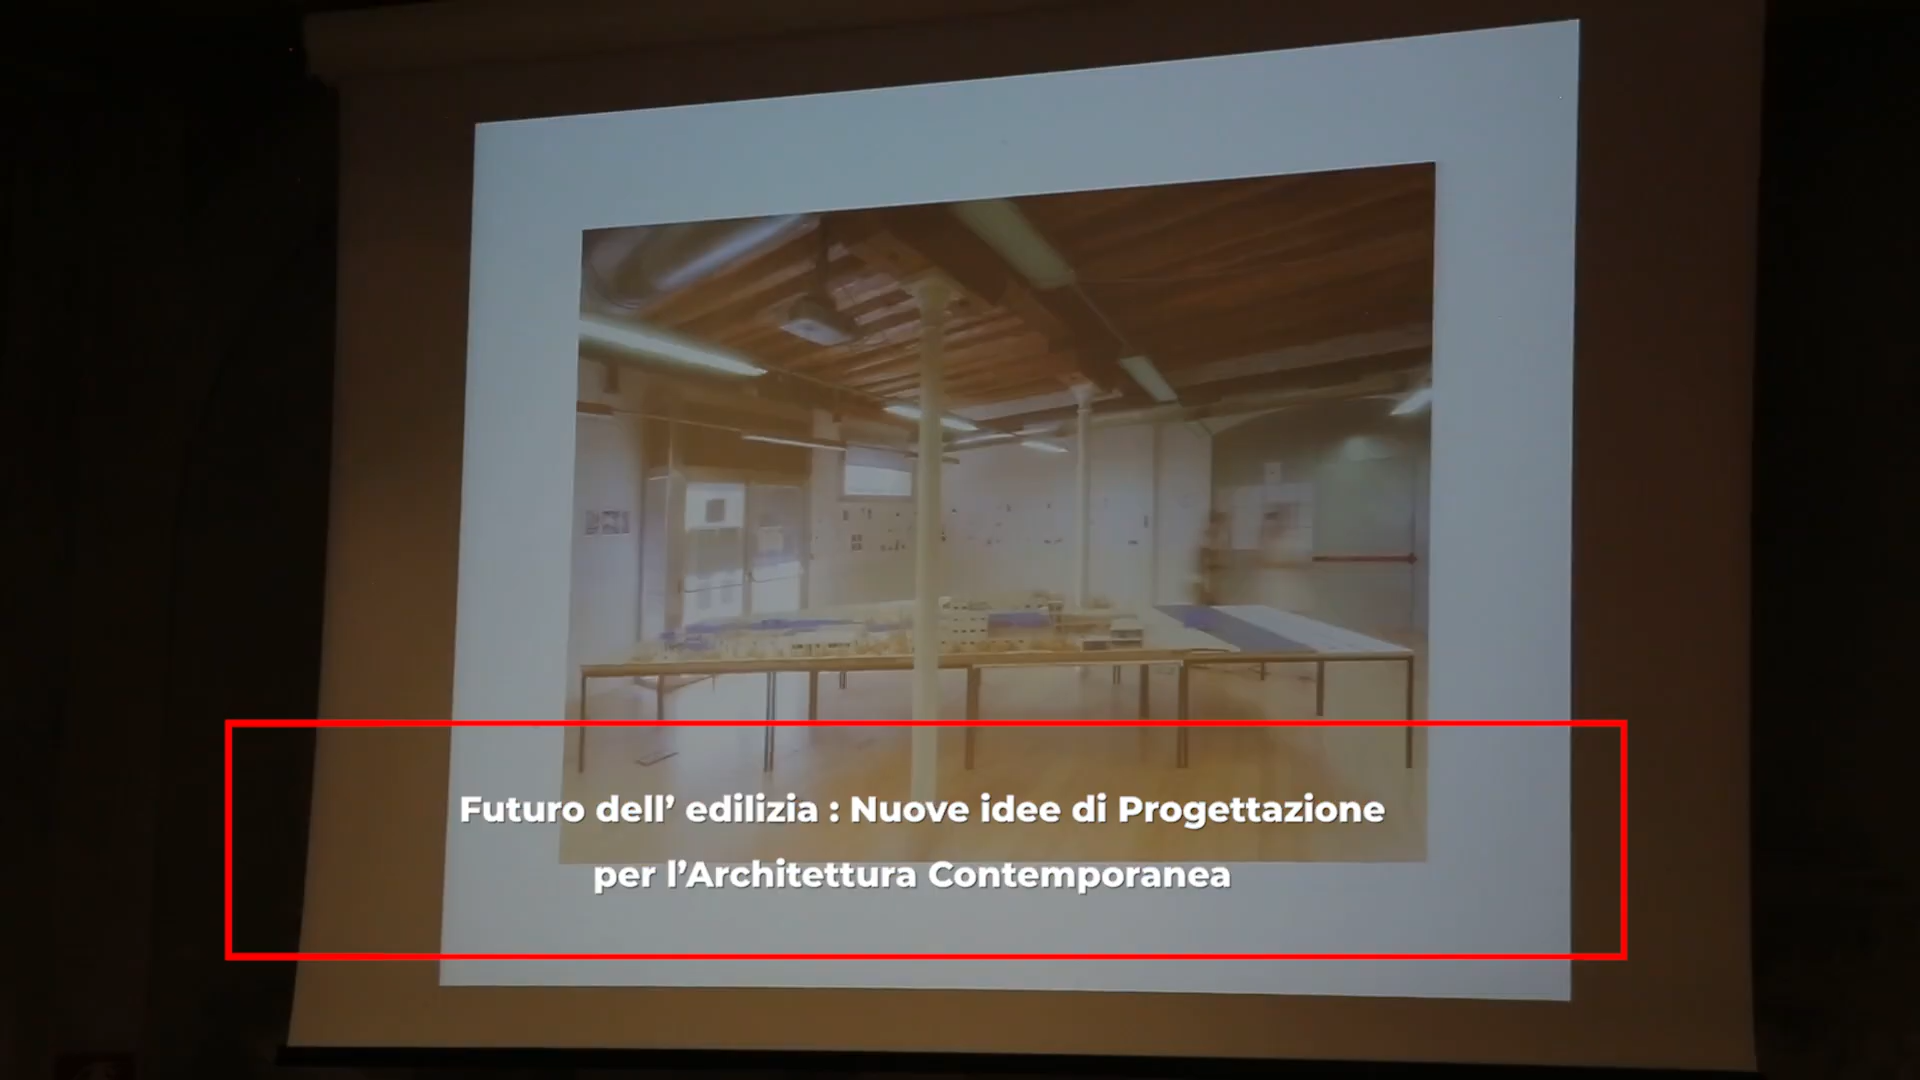 Futuro dell’ edilizia : Nuove idee di Progettazione
per l’Architettura Contemporanea